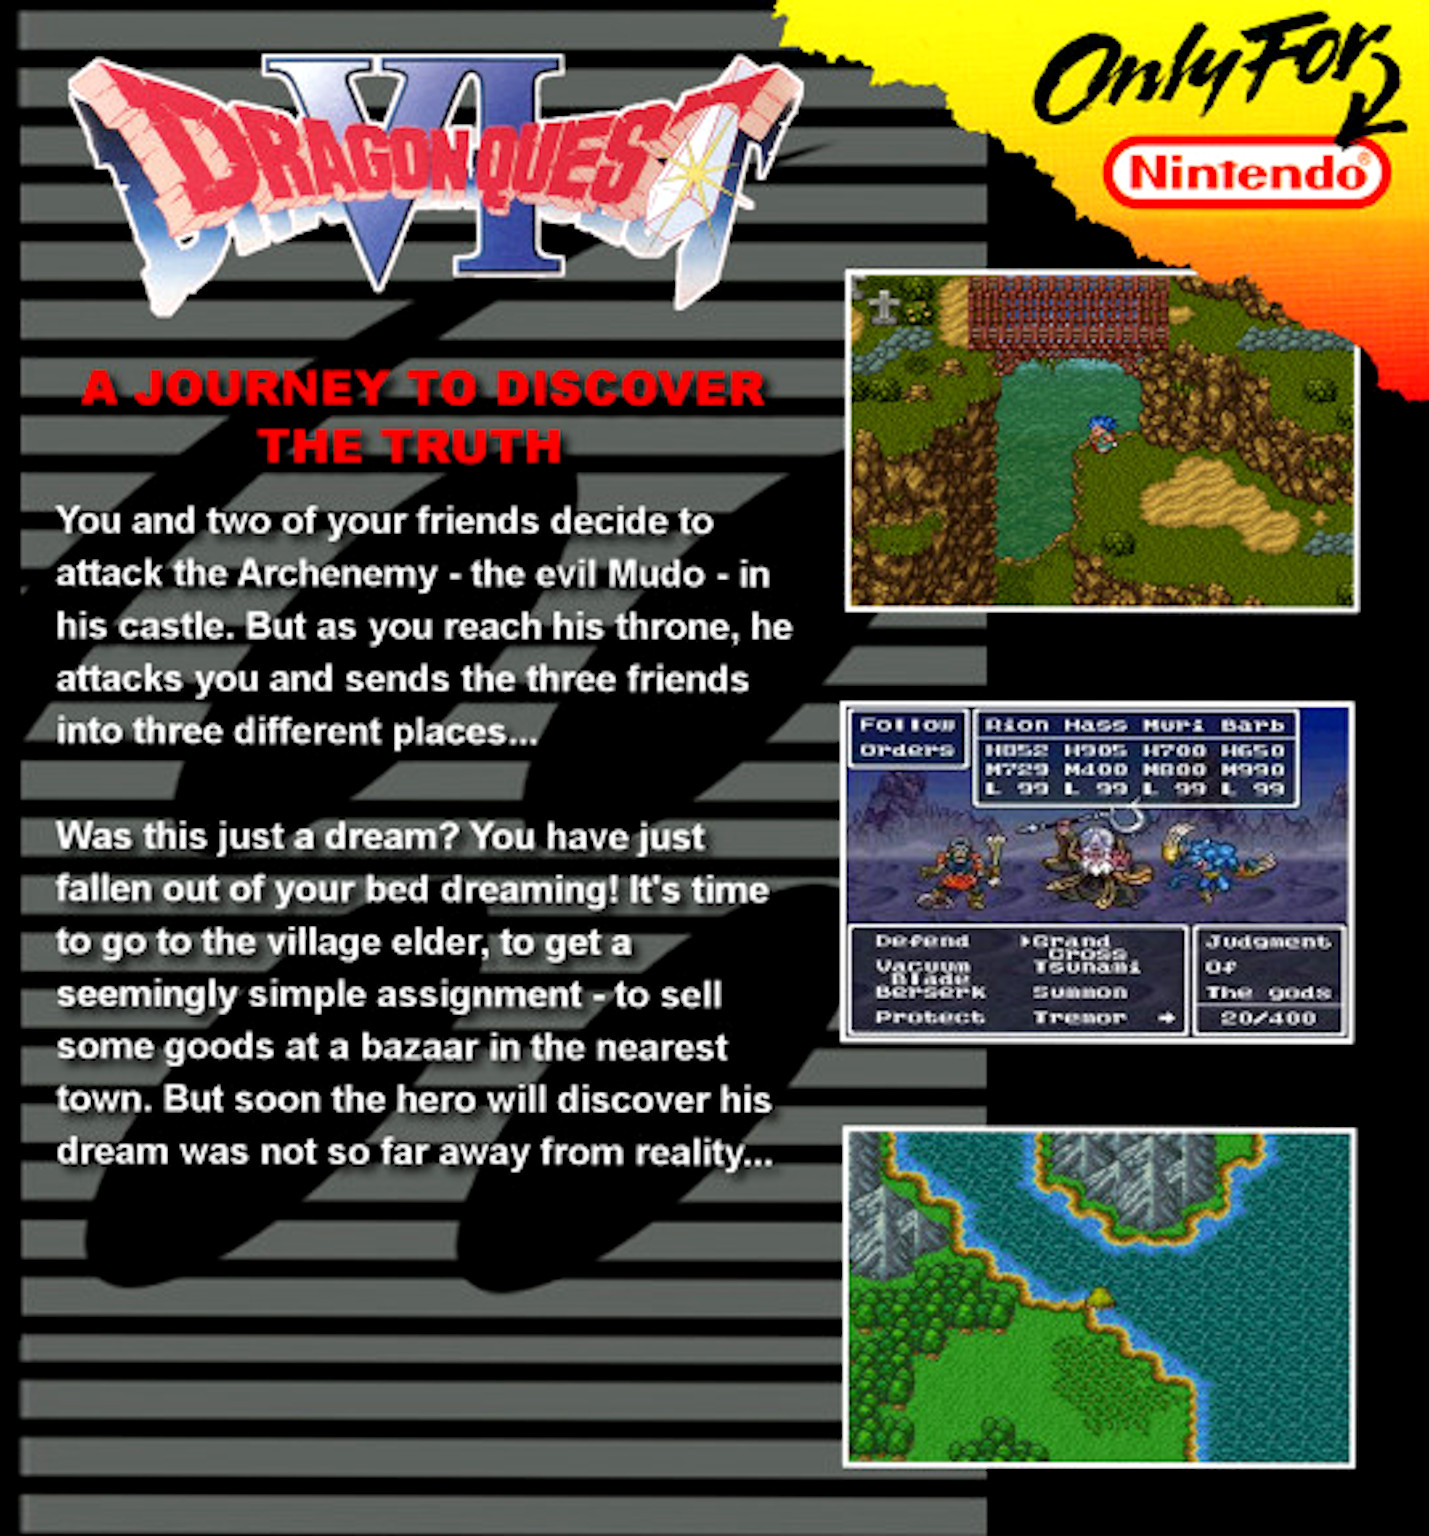 Only For
Nintendo®
VI
DRAGON QUEST
A JOURNEY TO DISCOVER
THE TRUTH
You and two of your friends decide to
attack the Archenemy - the evil Mudo - in
his castle. But as you reach his throne, he
attacks you and sends the three friends
into three different places...
Was this just a dream? You have just
fallen out of your bed dreaming! It's time
to go to the village elder, to get a
seemingly simple assignment - to sell
some goods at a bazaar in the nearest
town. But soon the hero will discover his
dream was not so far away from reality...
Follow
Orders
Rion Hass Muri Barb
H852 H905 H700 H650
M729 M400 M800 M990
L 99 L 99 L 99 L 99
Defend
Vacuum
Blade
Berserk
Protect
Grand
Cross
Tsunami
Summon
Tremor
Judgment
Of
The gods
20/400